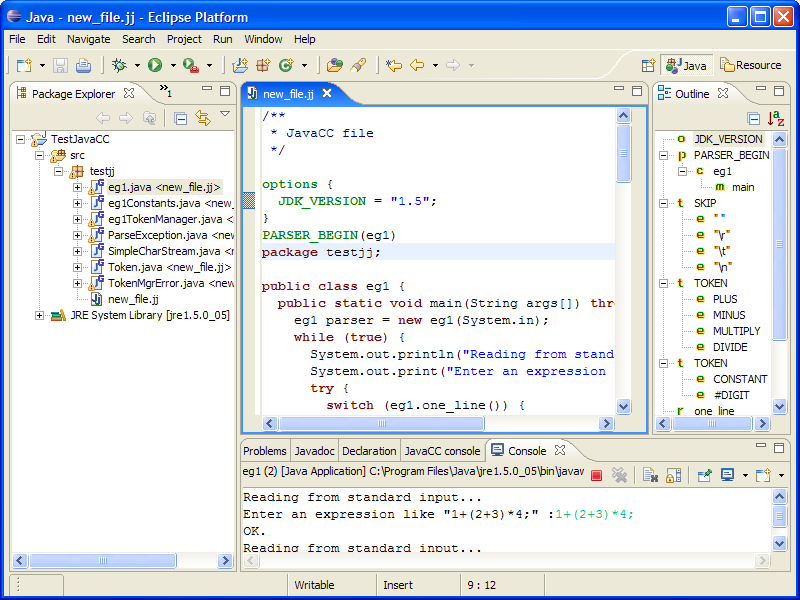 Java - new_file.jj - Eclipse Platform
File Edit Navigate Search Project Run Window Help
Java Resource
Package Explorer
1
TestJavaCC
src
testjj
eg1.java <new_file.jj>
eg1Constants.java <new_
eg1TokenManager.java <
ParseException.java <new
SimpleCharStream.java <n
Token.java <new_file.jj>
TokenMgrError.java <new
new_file.jj
JRE System Library [jre1.5.0_05]
new_file.jj
/**
* JavaCC file
*/
options {
JDK_VERSION = "1.5";
}
PARSER_BEGIN(eg1)
package testjj;
public class eg1 {
public static void main(String args[]) thr
eg1 parser = new eg1(System.in);
while (true) {
System.out.println("Reading from stand
System.out.print("Enter an expression
try {
switch (eg1.one_line()) {
Outline
JDK_VERSION
PARSER_BEGIN
eg1
main
SKIP
" "
"\r"
"\t"
"\n"
TOKEN
PLUS
MINUS
MULTIPLY
DIVIDE
TOKEN
CONSTANT
#DIGIT
one_line
Problems Javadoc Declaration JavaCC console Console
eg1 (2) [Java Application] C:\Program Files\Java\jre1.5.0_05\bin\javaw
Reading from standard input...
Enter an expression like "1+(2+3)*4;" :1+(2+3)*4;
OK.
Reading from standard input...
Writable Insert 9 : 12